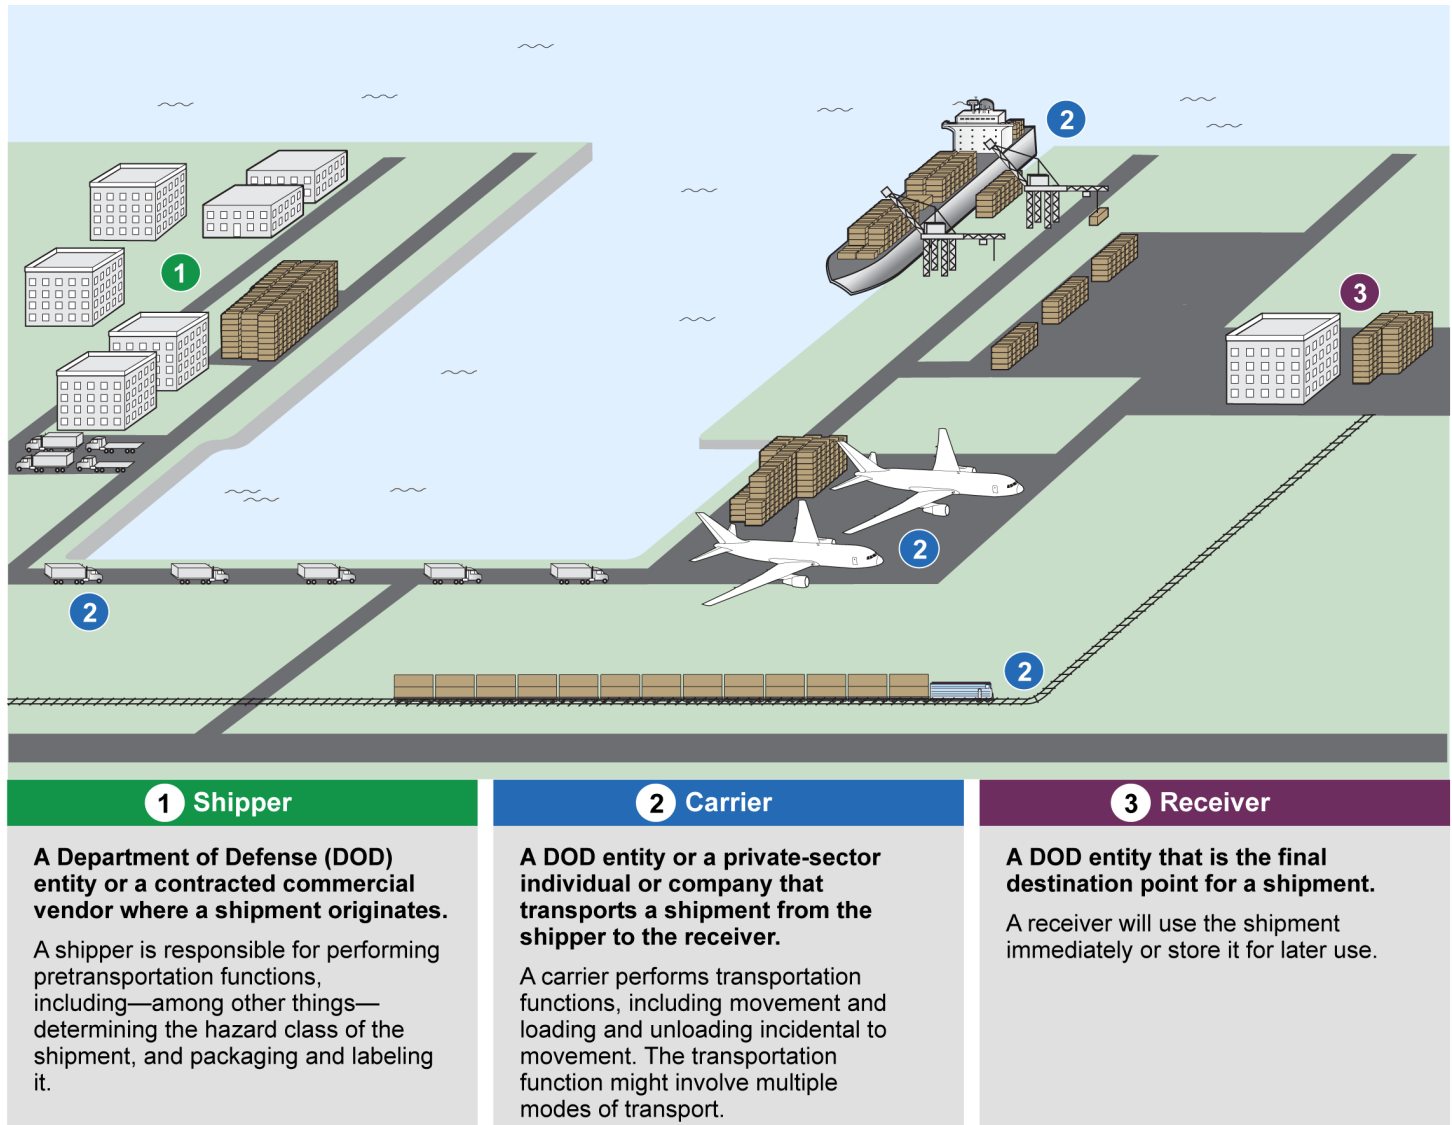 2
1
3
2
2
2
1 Shipper
A Department of Defense (DOD)
entity or a contracted commercial
vendor where a shipment originates.
A shipper is responsible for performing
pretransportation functions,
including—among other things—
determining the hazard class of the
shipment, and packaging and labeling
it.
2 Carrier
A DOD entity or a private-sector
individual or company that
transports a shipment from the
shipper to the receiver.
A carrier performs transportation
functions, including movement and
loading and unloading incidental to
movement. The transportation
function might involve multiple
modes of transport.
3 Receiver
A DOD entity that is the final
destination point for a shipment.
A receiver will use the shipment
immediately or store it for later use.